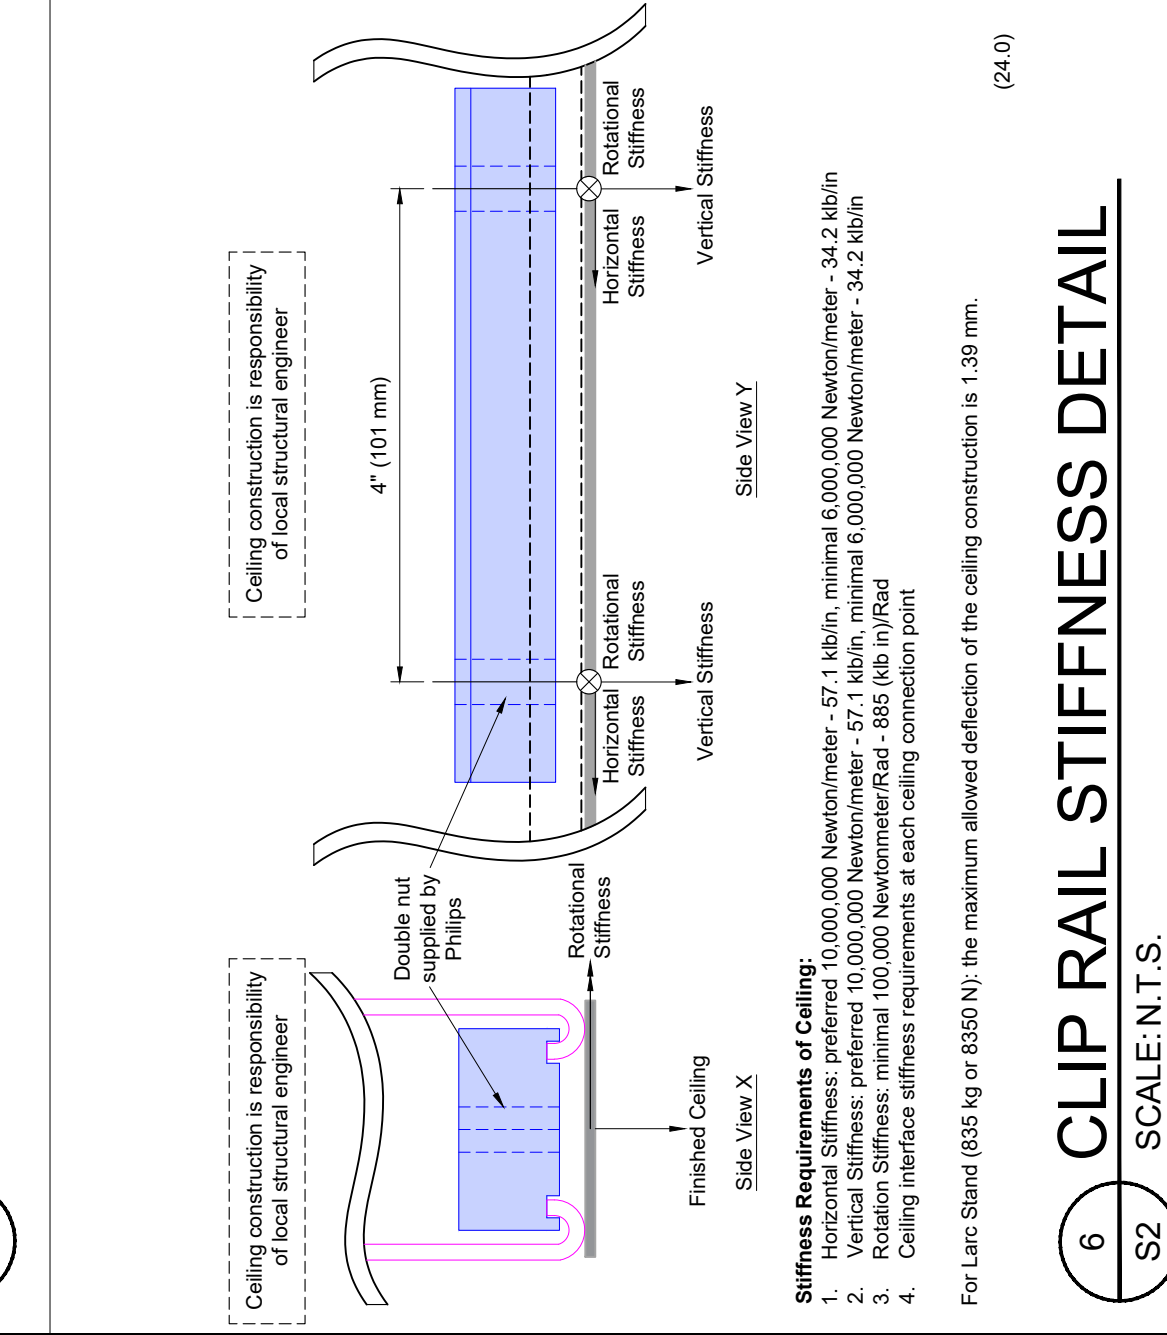 Ceiling construction is responsibility
of local structural engineer
Double nut
supplied by
Philips
Rotational
Stiffness
Finished Ceiling
Side View X
Ceiling construction is responsibility
of local structural engineer
4" (101 mm)
Horizontal
Stiffness
Rotational
Stiffness
Vertical Stiffness
Horizontal
Stiffness
Rotational
Stiffness
Vertical Stiffness
Side View Y
Stiffness Requirements of Ceiling:
1. Horizontal Stiffness: preferred 10,000,000 Newton/meter - 57.1 klb/in, minimal 6,000,000 Newton/meter - 34.2 klb/in
2. Vertical Stiffness: preferred 10,000,000 Newton/meter - 57.1 klb/in, minimal 6,000,000 Newton/meter - 34.2 klb/in
3. Rotation Stiffness: minimal 100,000 Newtonmeter/Rad - 885 (klb in)/Rad
4. Ceiling interface stiffness requirements at each ceiling connection point
For Larc Stand (835 kg or 8350 N): the maximum allowed deflection of the ceiling construction is 1.39 mm.
(24.0)
6
S2
CLIP RAIL STIFFNESS DETAIL
SCALE: N.T.S.